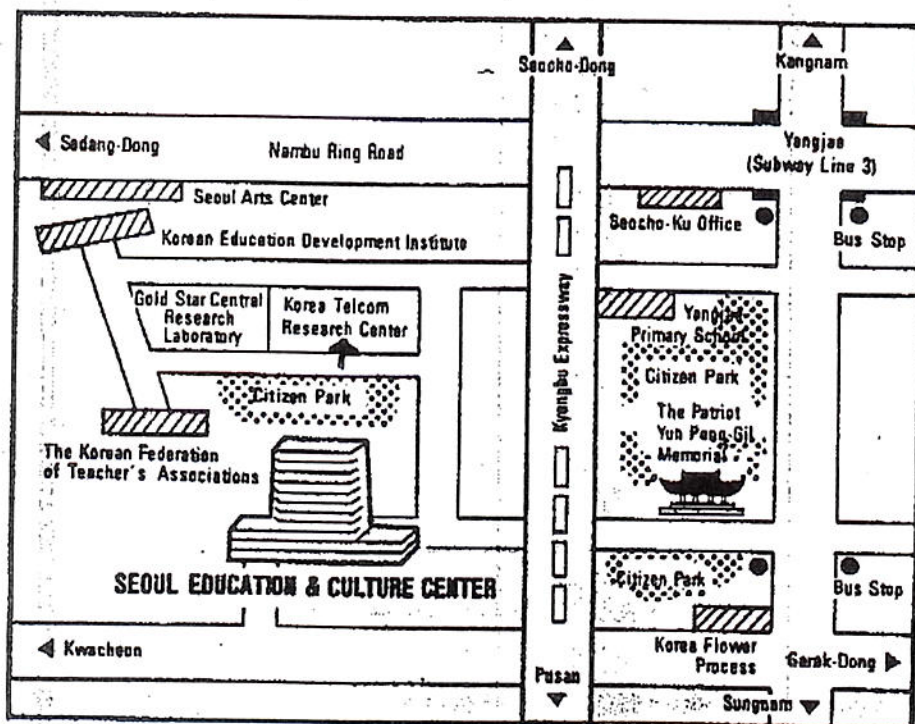 Seocho-Dong
Kangnam
Sadang-Dong
Nambu Ring Road
Yangjae
(Subway Line 3)
Seoul Arts Center
Seocho-Ku Office
Bus Stop
Korean Education Development Institute
Gold Star Central
Research
Laboratory
Korea Telcom
Research Center
Kyongbu Expressway
Yangjae
Primary School
Citizen Park
Citizen Park
The Patriot
Yun Pong-Gil
Memorial
The Korean Federation
of Teacher's Associations
SEOUL EDUCATION & CULTURE CENTER
Citizen Park
Bus Stop
Kwacheon
Korea Flower
Process
Garak-Dong
Pusan
Sungnam